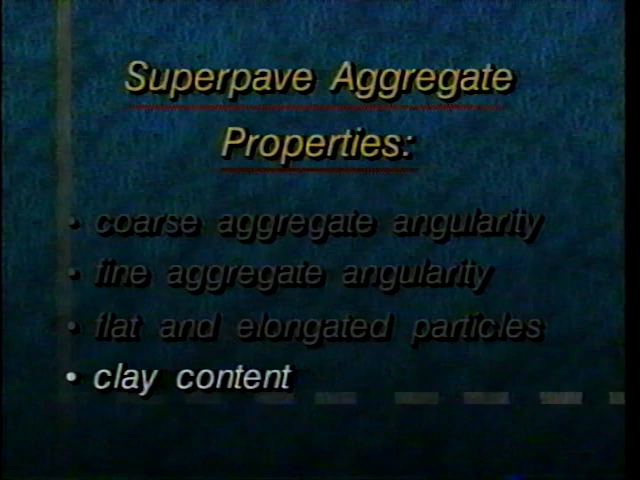 Superpave Aggregate
Properties:
• coarse aggregate angularity
• fine aggregate angularity
• flat and elongated particles
• clay content